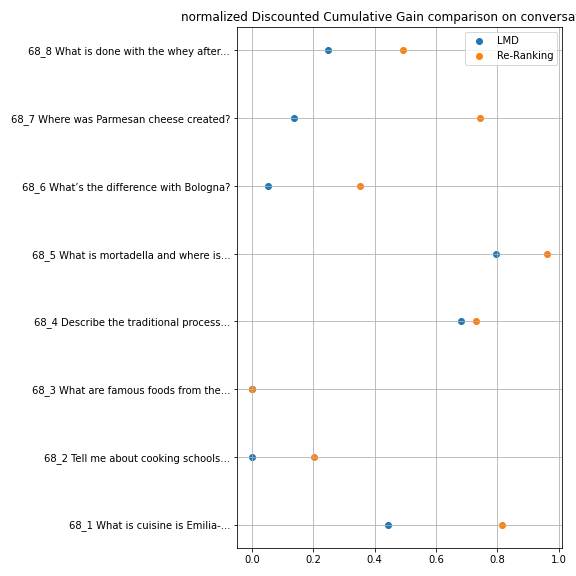 normalized Discounted Cumulative Gain comparison on conversa
LMD
Re-Ranking
68_8 What is done with the whey after...
68_7 Where was Parmesan cheese created?
68_6 What’s the difference with Bologna?
68_5 What is mortadella and where is...
68_4 Describe the traditional process...
68_3 What are famous foods from the...
68_2 Tell me about cooking schools...
68_1 What is cuisine is Emilia-...
0.0 0.2 0.4 0.6 0.8 1.0